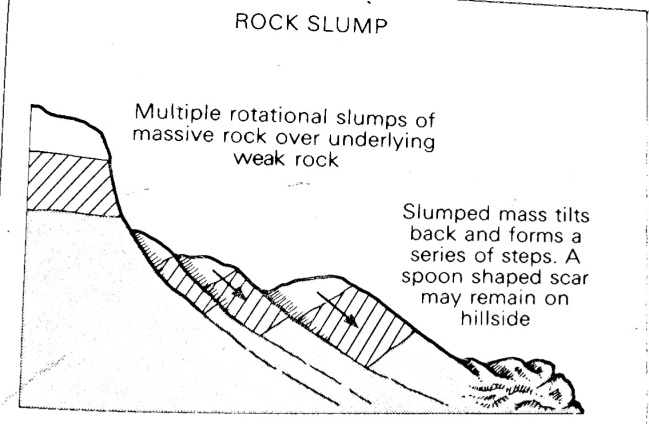 ROCK SLUMP
Multiple rotational slumps of
massive rock over underlying
weak rock
Slumped mass tilts
back and forms a
series of steps. A
spoon shaped scar
may remain on
hillside